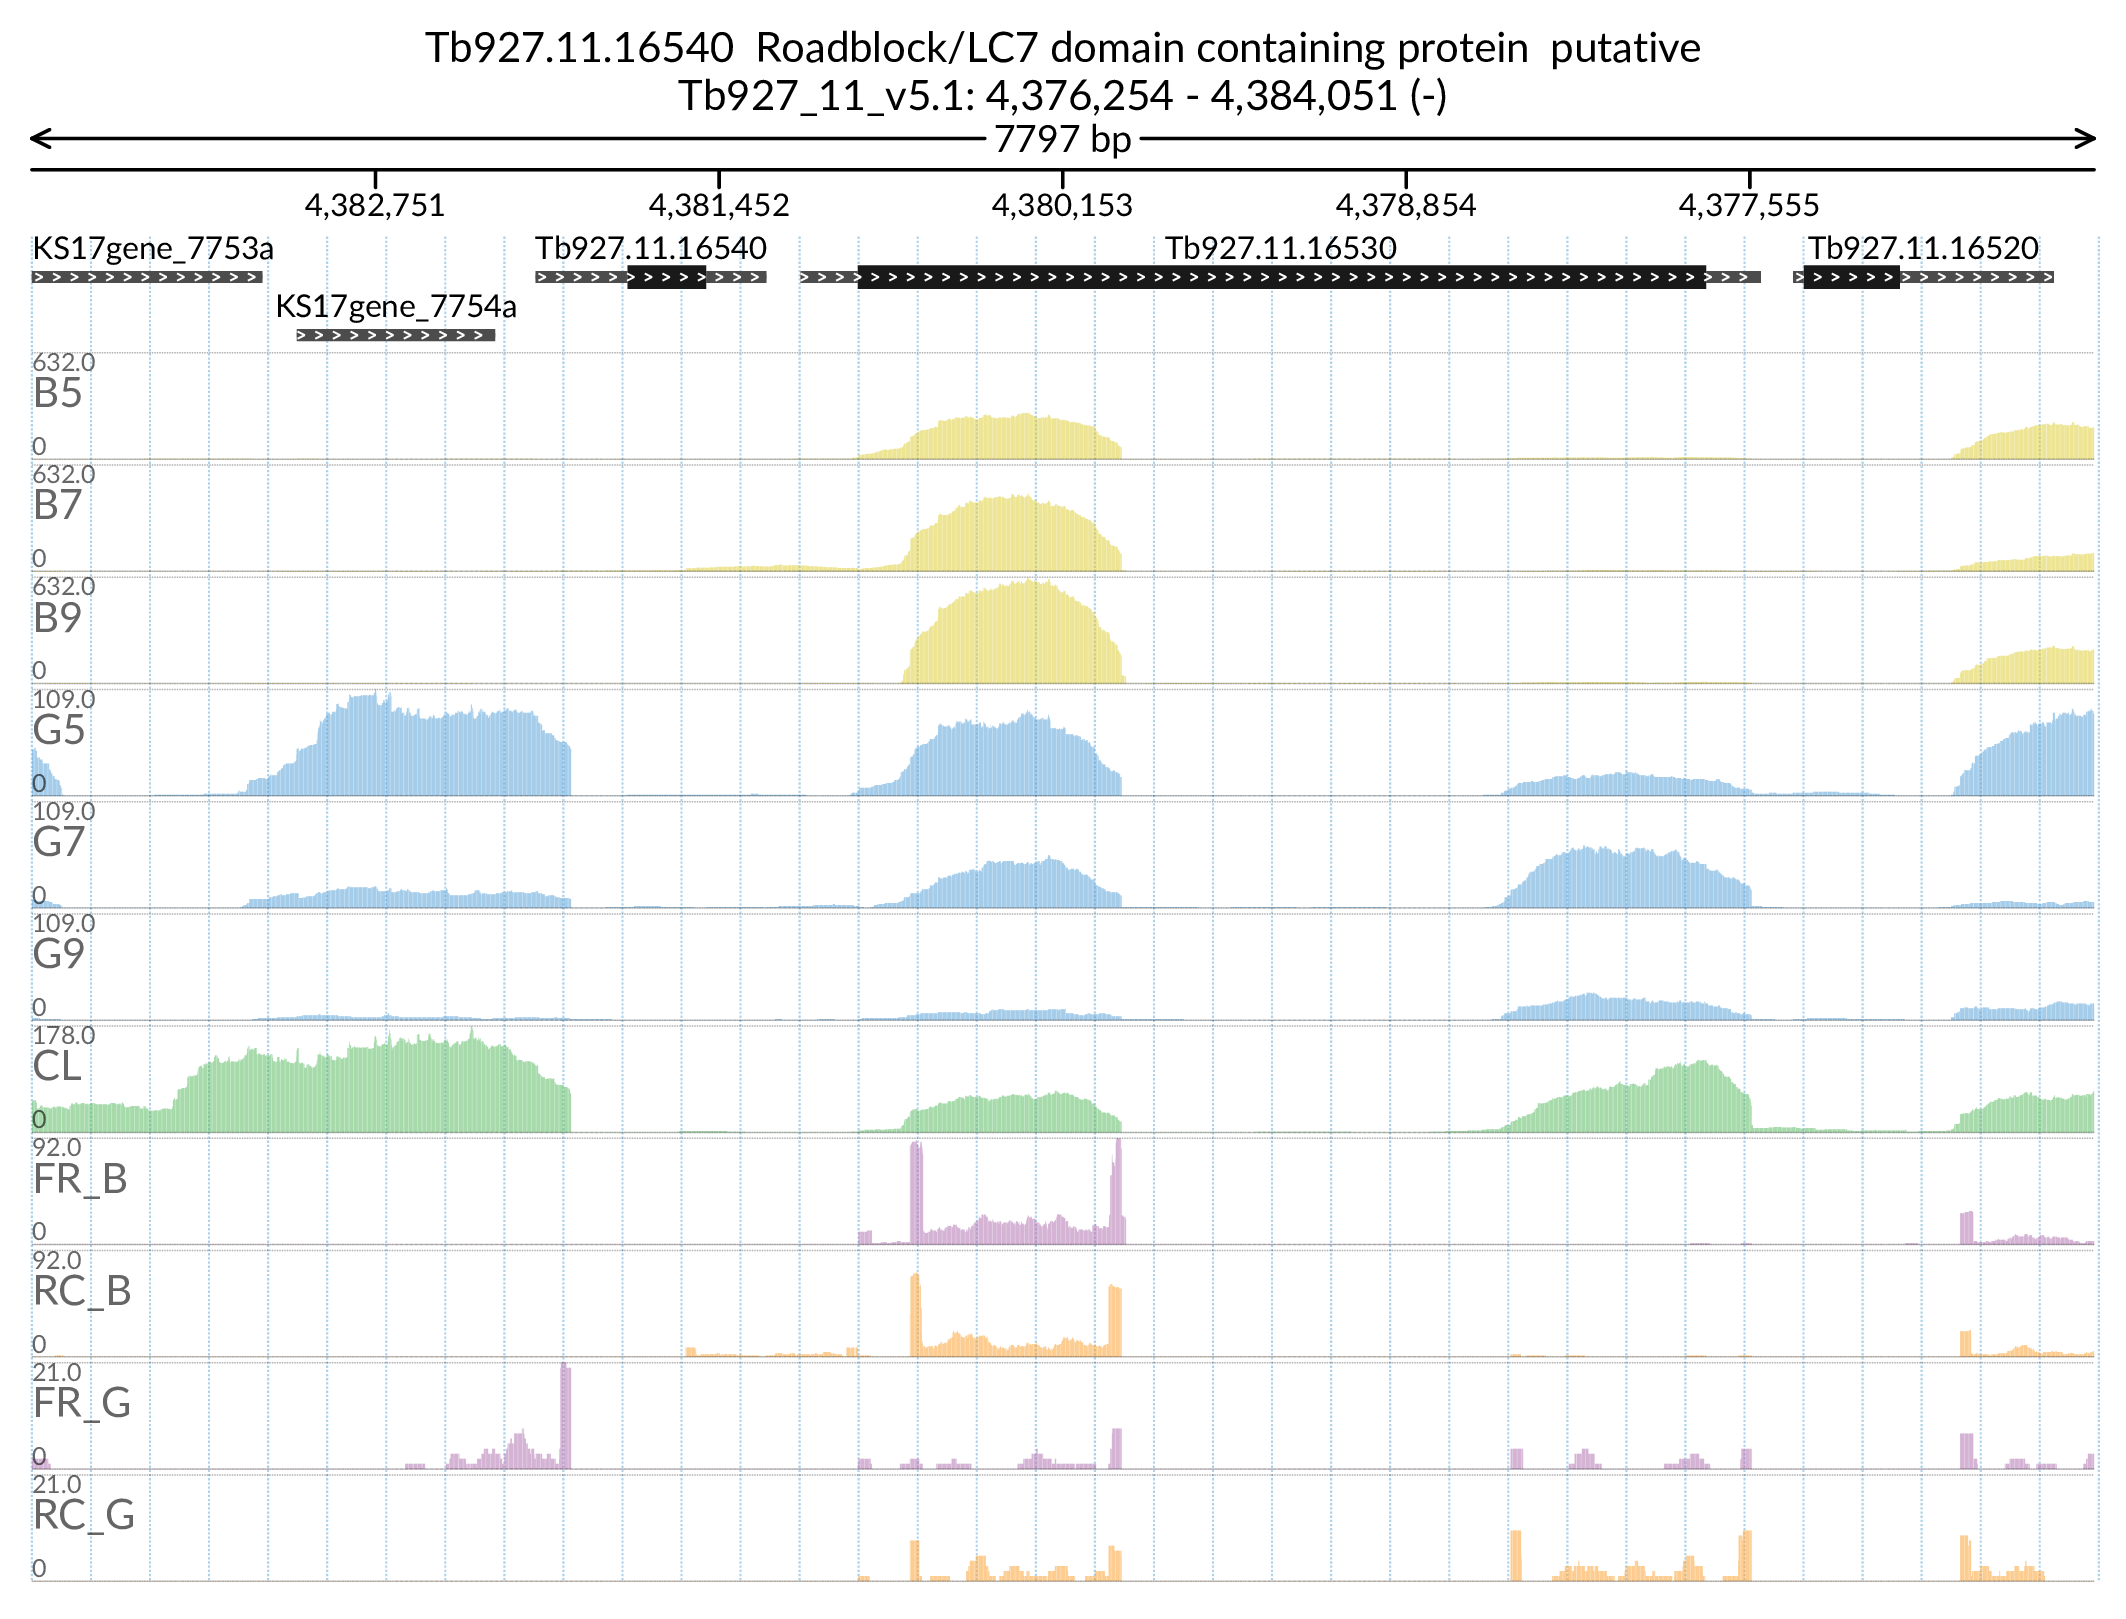 Tb927.11.16540  Roadblock/LC7 domain containing protein  putative
Tb927_11_v5.1: 4,376,254 - 4,384,051 (-)
7797 bp
4,382,751 4,381,452 4,380,153 4,378,854 4,377,555
KS17gene_7753a Tb927.11.16540 Tb927.11.16530 Tb927.11.16520
KS17gene_7754a
632.0
B5
0
632.0
B7
0
632.0
B9
0
109.0
G5
0
109.0
G7
0
109.0
G9
0
178.0
CL
0
92.0
FR_B
0
92.0
RC_B
0
21.0
FR_G
0
21.0
RC_G
0